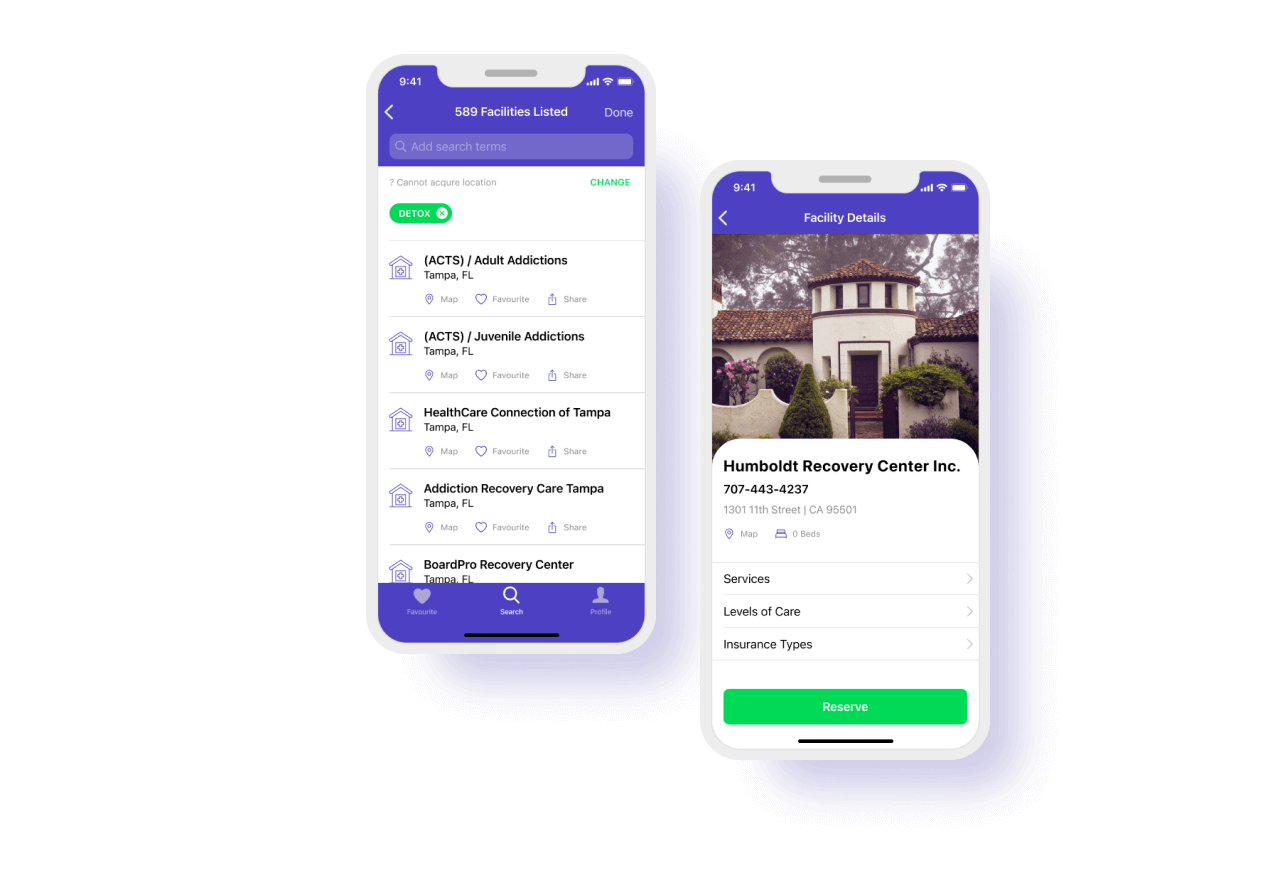 9:41
589 Facilities Listed Done
Add search terms
? Cannot acqure location CHANGE
DETOX
(ACTS) / Adult Addictions
Tampa, FL
Map Favourite Share
(ACTS) / Juvenile Addictions
Tampa, FL
Map Favourite Share
HealthCare Connection of Tampa
Tampa, FL
Map Favourite Share
Addiction Recovery Care Tampa
Tampa, FL
Map Favourite Share
BoardPro Recovery Center
Tampa, FL
Favourite Search Profile
9:41
Facility Details
Humboldt Recovery Center Inc.
707-443-4237
1301 11th Street | CA 95501
Map 0 Beds
Services
Levels of Care
Insurance Types
Reserve